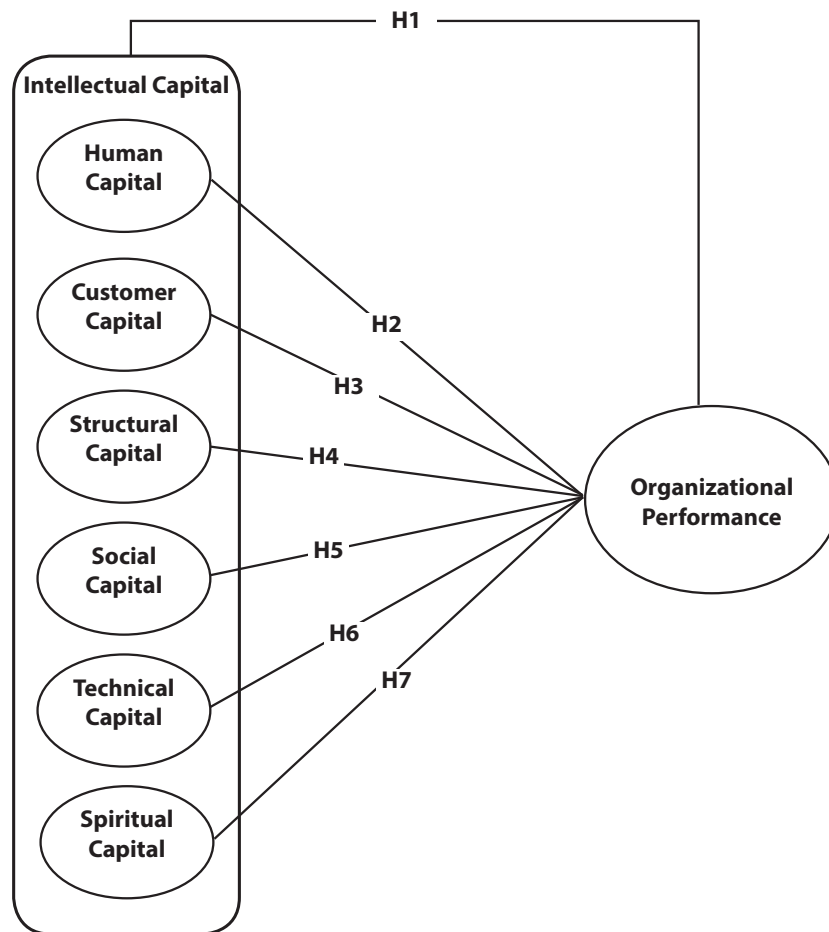 H1
Intellectual Capital
Human
Capital
Customer
Capital
H2
H3
Structural
Capital
H4
Organizational
Performance
Social
Capital
H5
H6
Technical
Capital
H7
Spiritual
Capital